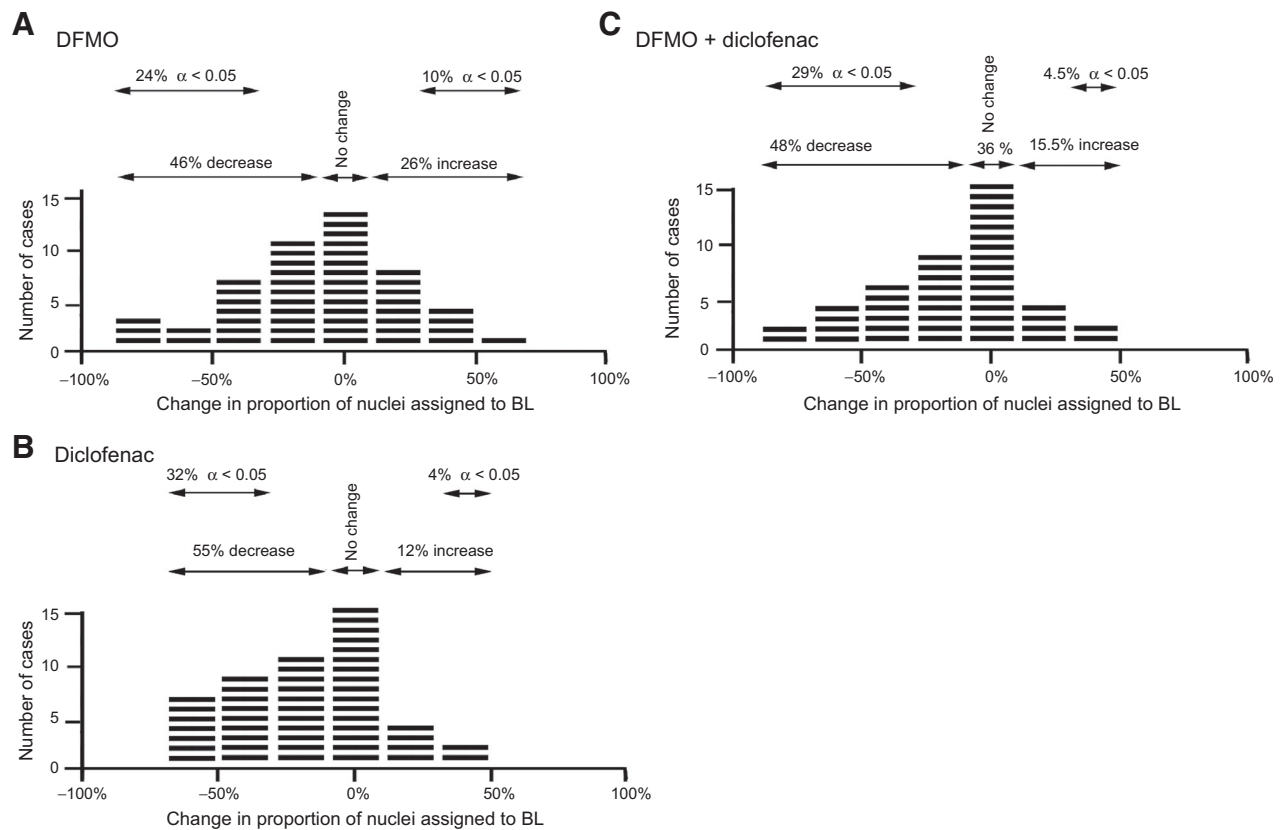 A
DFMO
24% α < 0.05
10% α < 0.05
No change
46% decrease
26% increase
Number of cases
15
10
5
0
−100%
−50%
0%
50%
100%
Change in proportion of nuclei assigned to BL
B
Diclofenac
32% α < 0.05
4% α < 0.05
No change
55% decrease
12% increase
Number of cases
15
10
5
0
−100%
−50%
0%
50%
100%
Change in proportion of nuclei assigned to BL
C
DFMO + diclofenac
29% α < 0.05
4.5% α < 0.05
No change
48% decrease
36 %
15.5% increase
Number of cases
15
10
5
0
−100%
−50%
0%
50%
100%
Change in proportion of nuclei assigned to BL